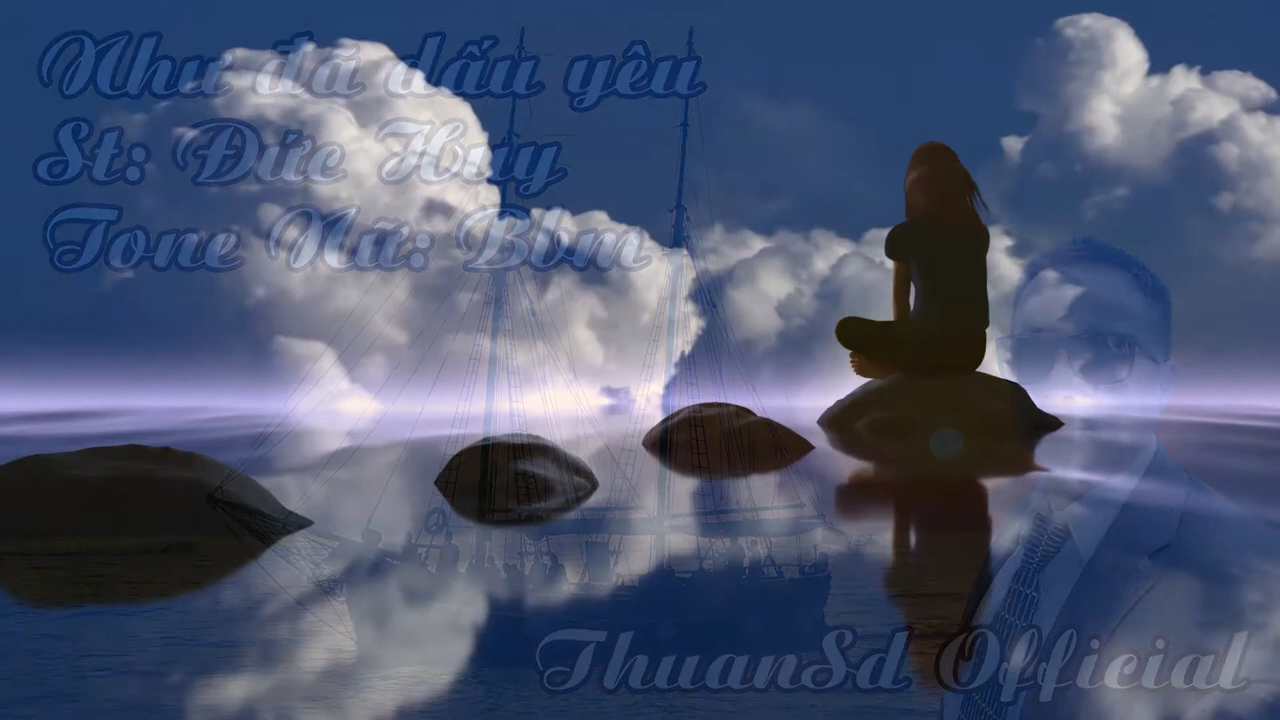 Như đã dấu yêu
St: Đức Huy
Tone Nữ: Bbm
ThuanSd Official